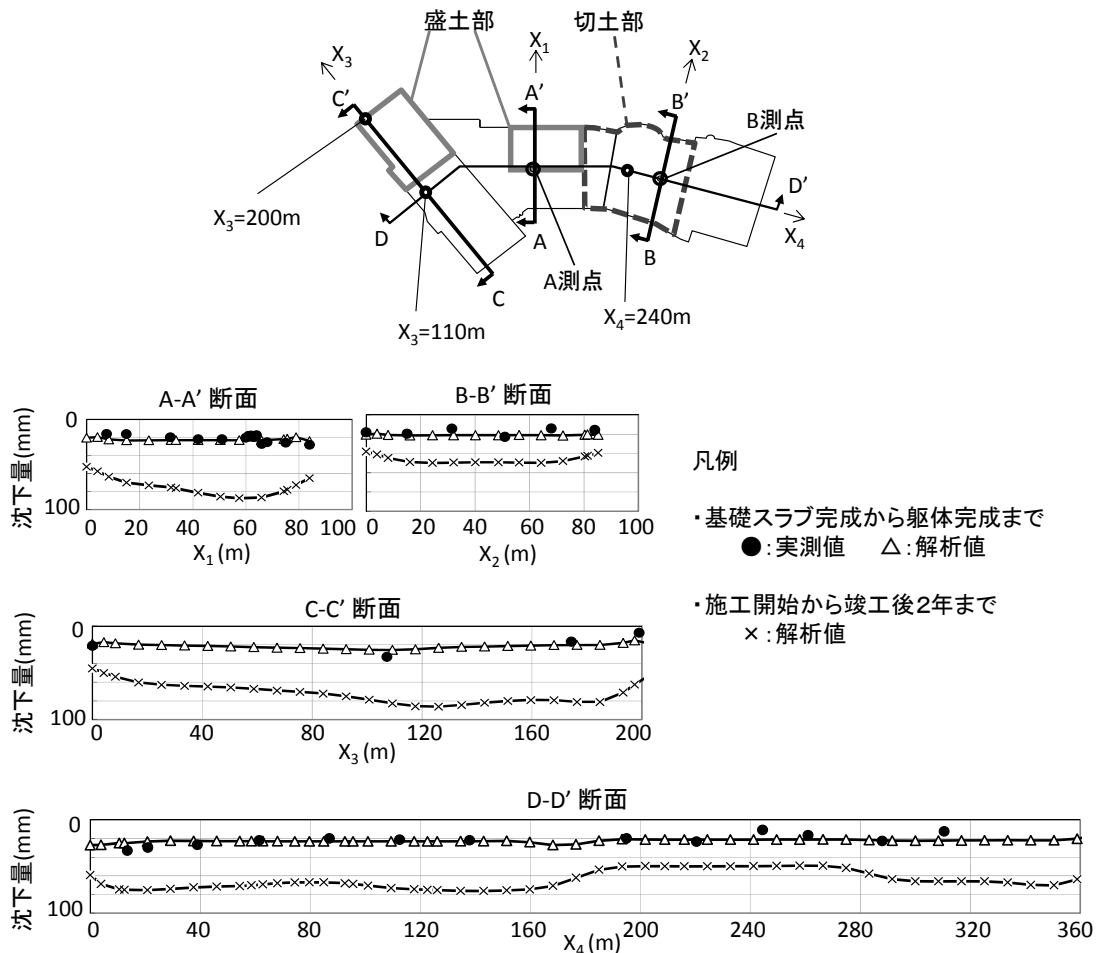 盛土部
切土部
X3
X1
X2
C'
A'
B'
B測点
D'
X4
X3=200m
D
A
B
A測点
C
X3=110m
X4=240m
A-A' 断面
B-B' 断面
沈下量(mm)
0
100
0 20 40 60 80 100
X1 (m)
0 20 40 60 80 100
X2 (m)
凡例
・基礎スラブ完成から躯体完成まで
●:実測値 △:解析値
・施工開始から竣工後2年まで
×:解析値
C-C' 断面
沈下量(mm)
0
100
0 40 80 120 160 200
X3 (m)
D-D' 断面
沈下量(mm)
0
100
0 40 80 120 160 200 240 280 320 360
X4 (m)